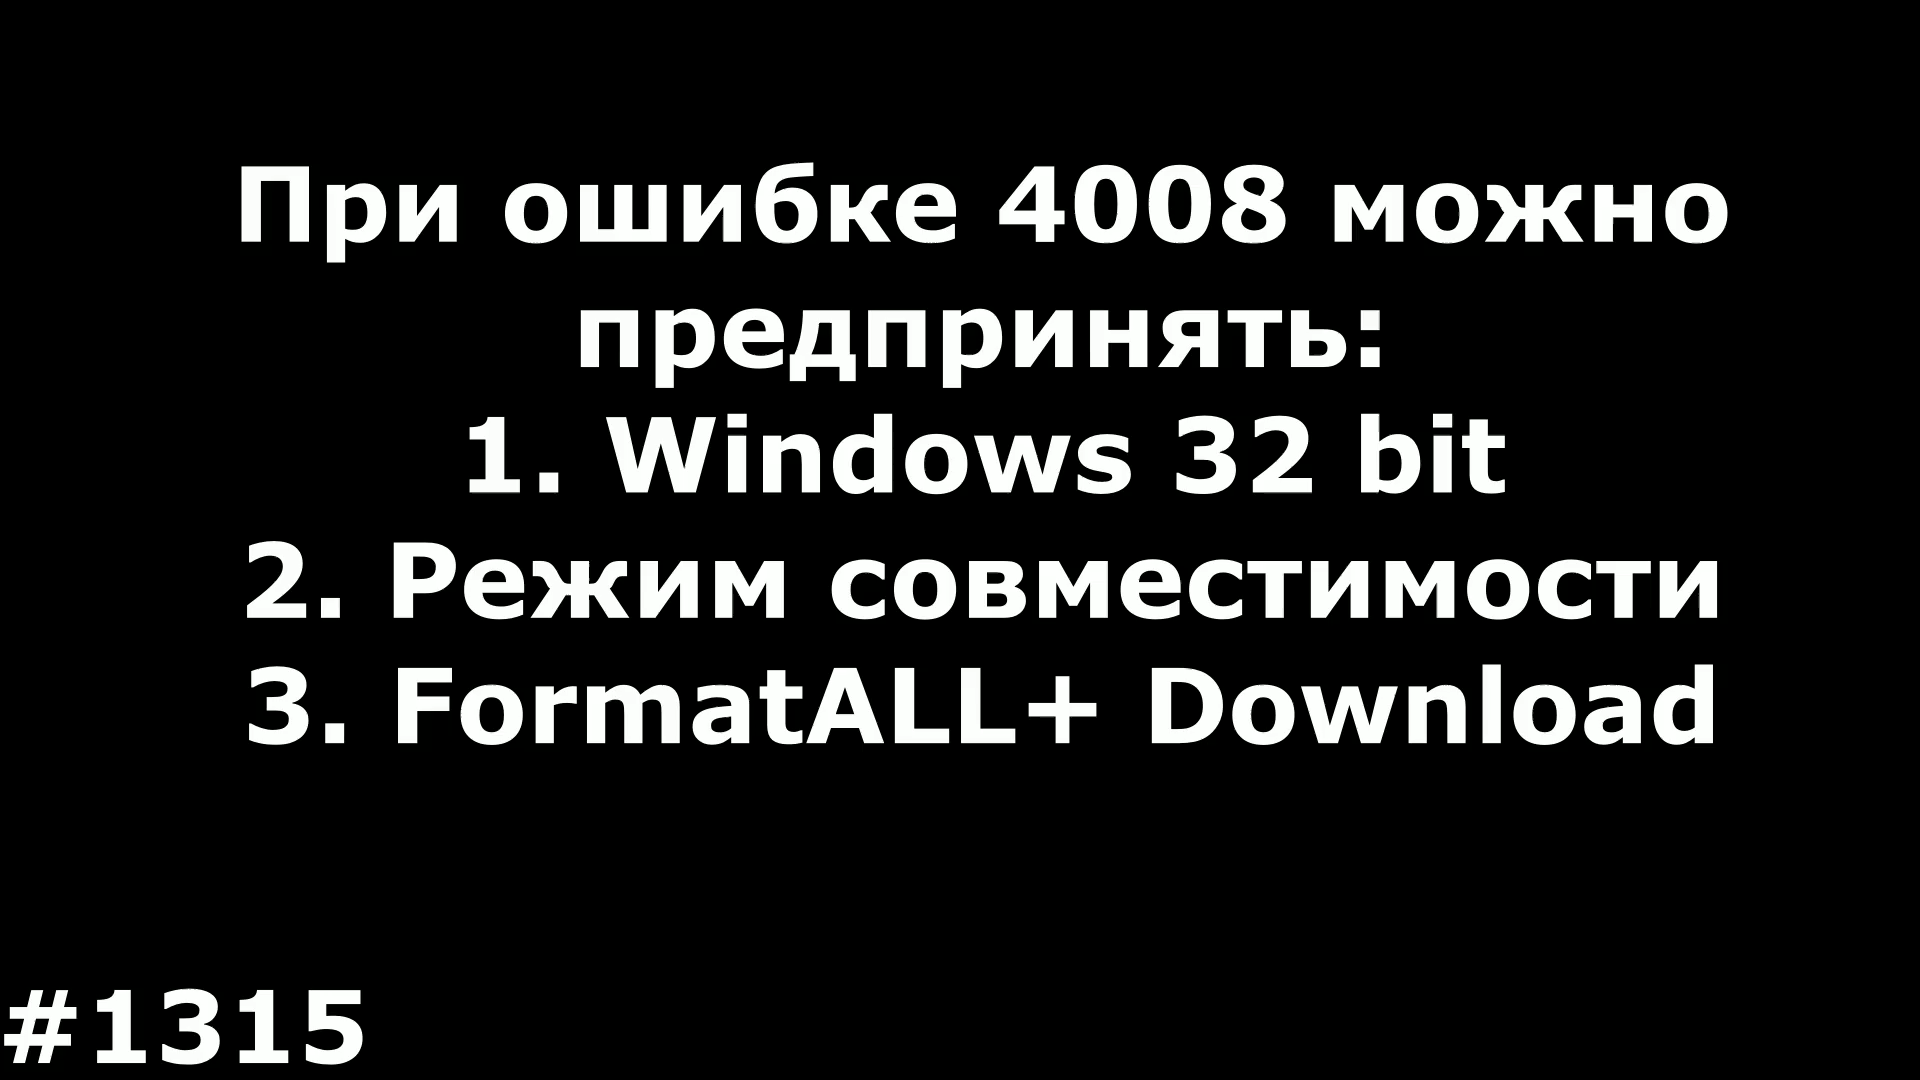 При ошибке 4008 можно
предпринять:
1. Windows 32 bit
2. Режим совместимости
3. FormatALL+ Download
#1315